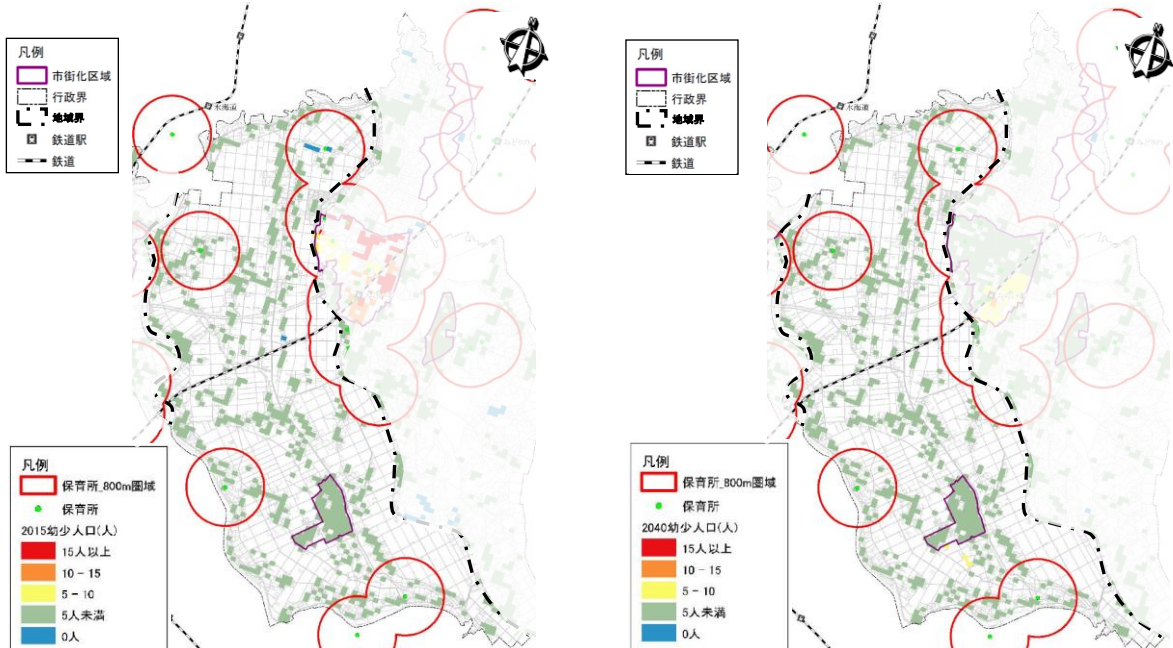 凡例
市街化区域
行政界
地域界
鉄道駅
鉄道
水海道
凡例
保育所_800m圏域
保育所
2015幼少人口(人)
15人以上
10 - 15
5 - 10
5人未満
0人
凡例
市街化区域
行政界
地域界
鉄道駅
鉄道
水海道
凡例
保育所_800m圏域
保育所
2040幼少人口(人)
15人以上
10 - 15
5 - 10
5人未満
0人